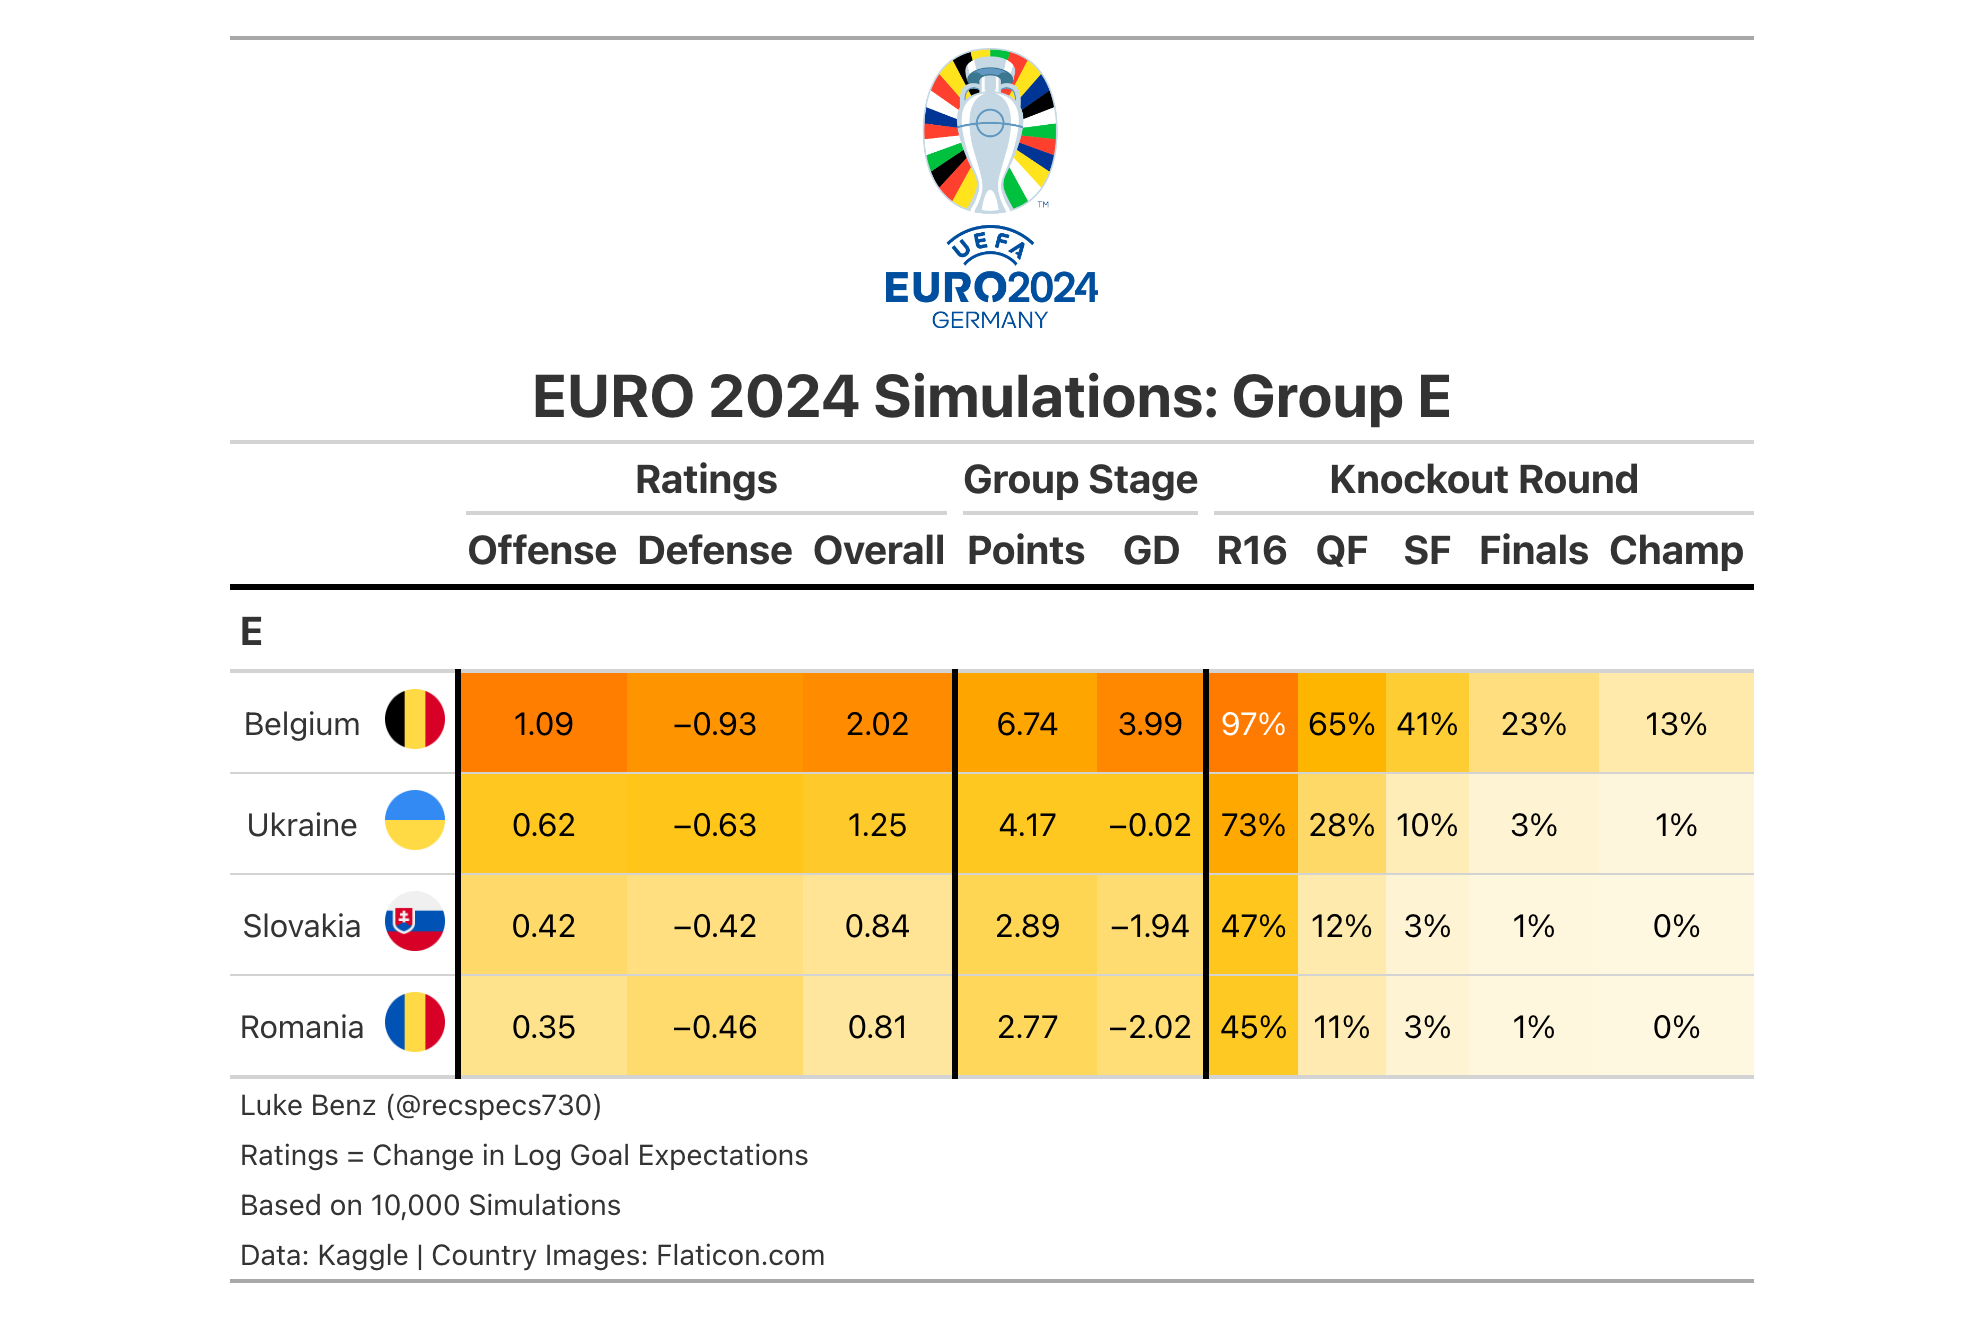 TM
UEFA
EURO2024
GERMANY
EURO 2024 Simulations: Group E
Ratings Group Stage Knockout Round
Offense Defense Overall Points GD R16 QF SF Finals Champ
E
Belgium 1.09 −0.93 2.02 6.74 3.99 97% 65% 41% 23% 13%
Ukraine 0.62 −0.63 1.25 4.17 −0.02 73% 28% 10% 3% 1%
Slovakia 0.42 −0.42 0.84 2.89 −1.94 47% 12% 3% 1% 0%
Romania 0.35 −0.46 0.81 2.77 −2.02 45% 11% 3% 1% 0%
Luke Benz (@recspecs730)
Ratings = Change in Log Goal Expectations
Based on 10,000 Simulations
Data: Kaggle | Country Images: Flaticon.com